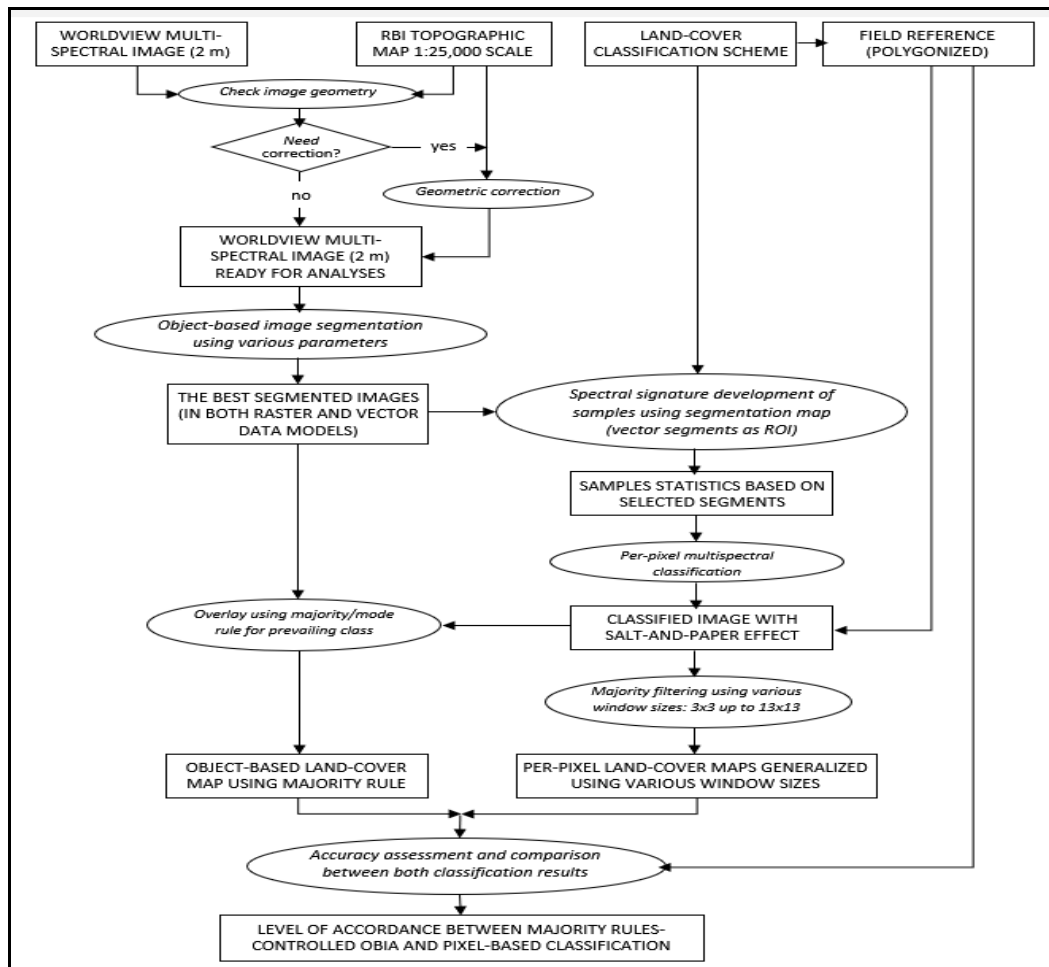 WORLDVIEW MULTI-
SPECTRAL IMAGE (2 m)
RBI TOPOGRAPHIC
MAP 1:25,000 SCALE
LAND-COVER
CLASSIFICATION SCHEME
FIELD REFERENCE
(POLYGONIZED)
Check image geometry
Need
correction?
yes
no
Geometric correction
WORLDVIEW MULTI-
SPECTRAL IMAGE (2 m)
READY FOR ANALYSES
Object-based image segmentation
using various parameters
THE BEST SEGMENTED IMAGES
(IN BOTH RASTER AND VECTOR
DATA MODELS)
Spectral signature development of
samples using segmentation map
(vector segments as ROI)
SAMPLES STATISTICS BASED ON
SELECTED SEGMENTS
Per-pixel multispectral
classification
Overlay using majority/mode
rule for prevailing class
CLASSIFIED IMAGE WITH
SALT-AND-PAPER EFFECT
Majority filtering using various
window sizes: 3x3 up to 13x13
OBJECT-BASED LAND-COVER
MAP USING MAJORITY RULE
PER-PIXEL LAND-COVER MAPS GENERALIZED
USING VARIOUS WINDOW SIZES
Accuracy assessment and comparison
between both classification results
LEVEL OF ACCORDANCE BETWEEN MAJORITY RULES-
CONTROLLED OBIA AND PIXEL-BASED CLASSIFICATION